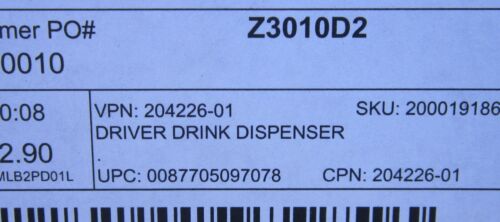 mer PO#
Z3010D2
0010
0:08
VPN: 204226-01
SKU: 200019186
DRIVER DRINK DISPENSER
2.90
.
MLB2PD01L
UPC: 0087705097078
CPN: 204226-01